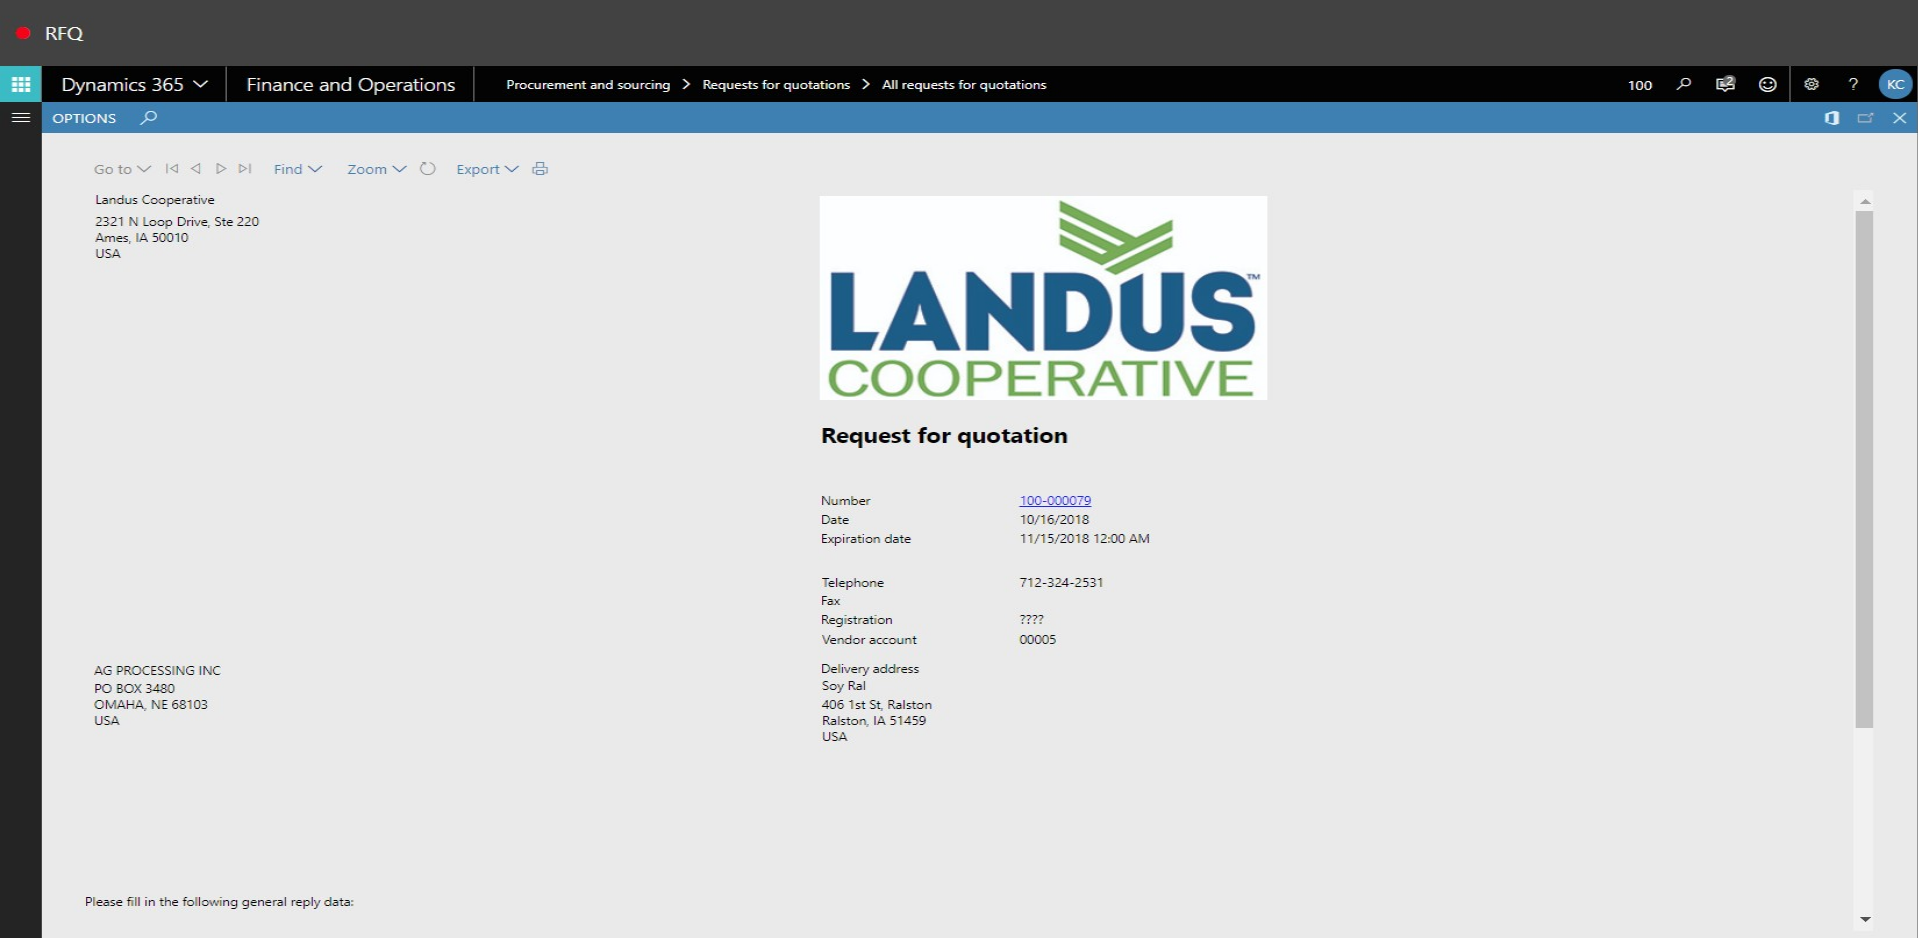 RFQ
Dynamics 365
Finance and Operations
Procurement and sourcing > Requests for quotations > All requests for quotations
100
2
?
KC
OPTIONS
Go to
Find
Zoom
Export
Landus Cooperative
2321 N Loop Drive, Ste 220
Ames, IA 50010
USA
LANDUS™
COOPERATIVE
Request for quotation
Number 100-000079
Date 10/16/2018
Expiration date 11/15/2018 12:00 AM
Telephone 712-324-2531
Fax
Registration ????
Vendor account 00005
AG PROCESSING INC
PO BOX 3480
OMAHA, NE 68103
USA
Delivery address
Soy Ral
406 1st St, Ralston
Ralston, IA 51459
USA
Please fill in the following general reply data: